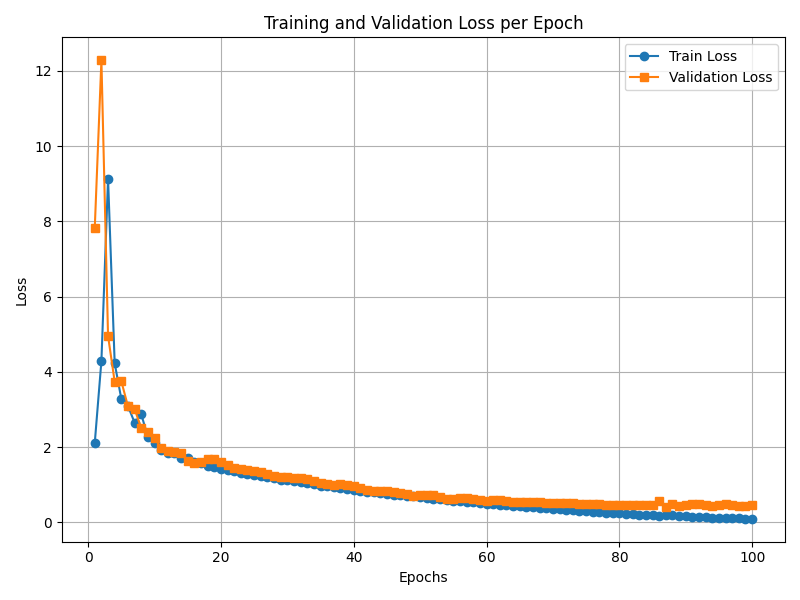 Training and Validation Loss per Epoch
Train Loss
Validation Loss
12
10
8
6
4
2
0
Loss
0 20 40 60 80 100
Epochs